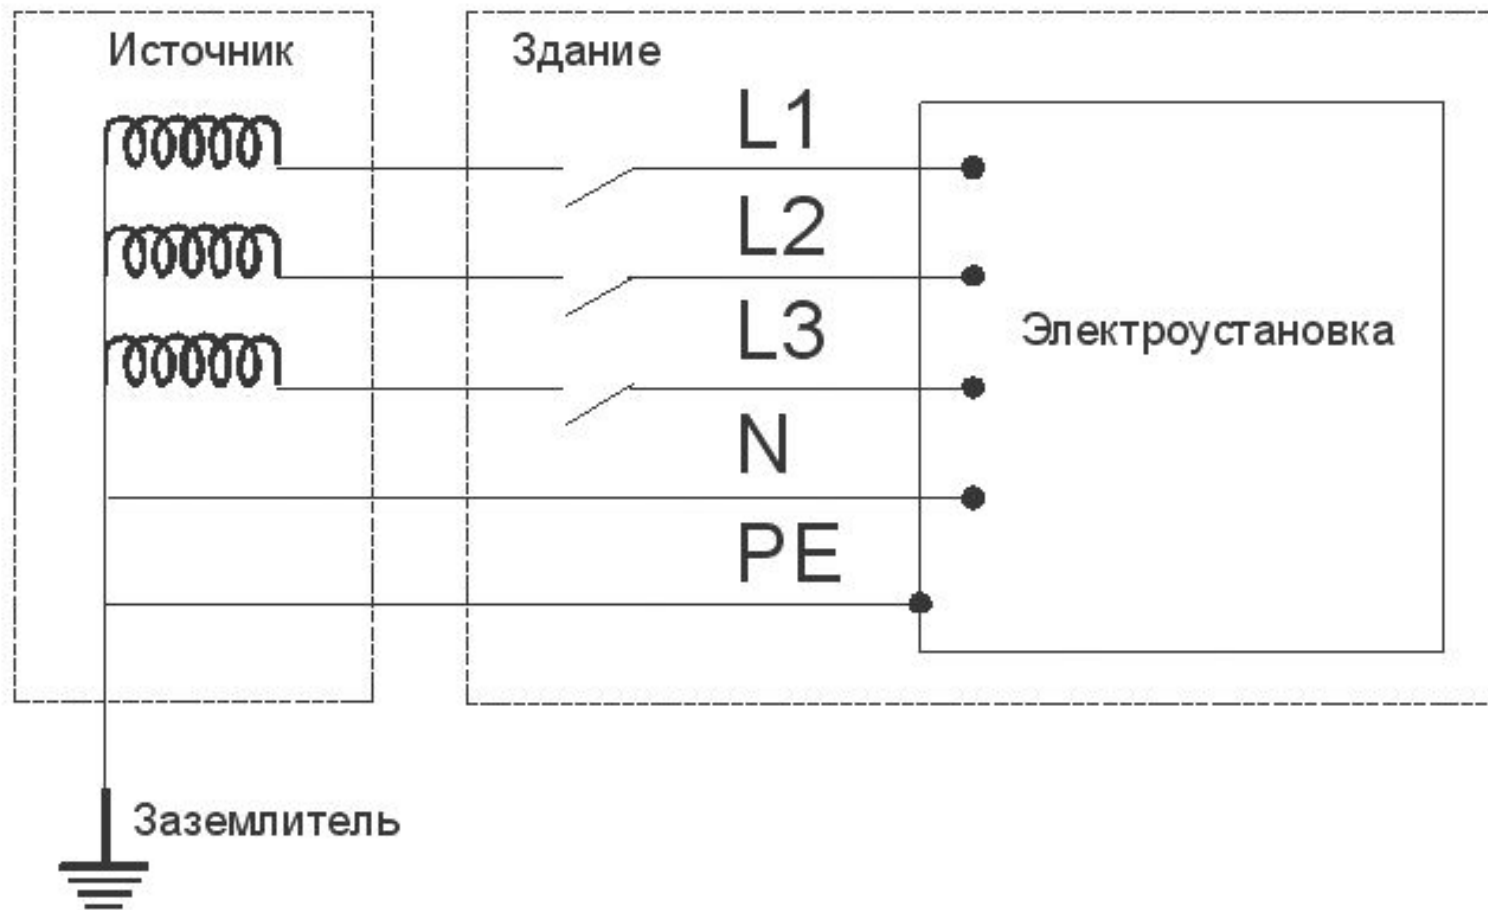 Источник
Здание
L1
L2
L3
Электроустановка
N
PE
Заземлитель